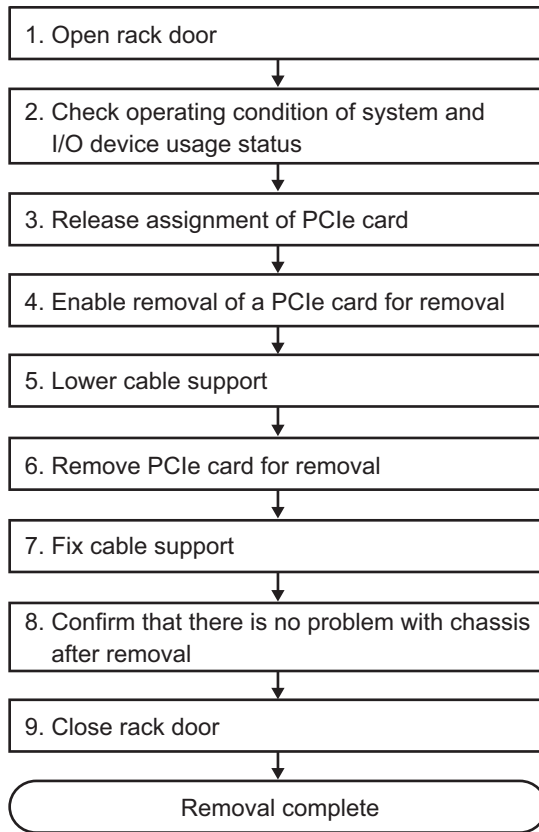 1. Open rack door
2. Check operating condition of system and
I/O device usage status
3. Release assignment of PCIe card
4. Enable removal of a PCIe card for removal
5. Lower cable support
6. Remove PCIe card for removal
7. Fix cable support
8. Confirm that there is no problem with chassis
after removal
9. Close rack door
Removal complete